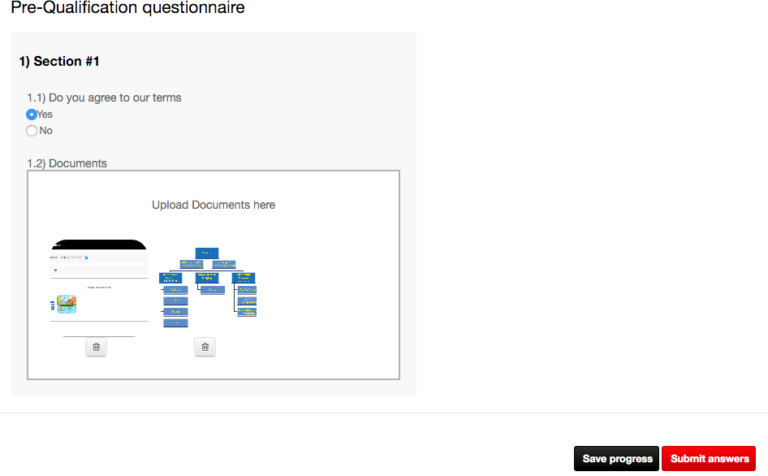 Pre-Qualification questionnaire
1) Section #1
1.1) Do you agree to our terms
Yes
No
1.2) Documents
Upload Documents here
Save progress
Submit answers